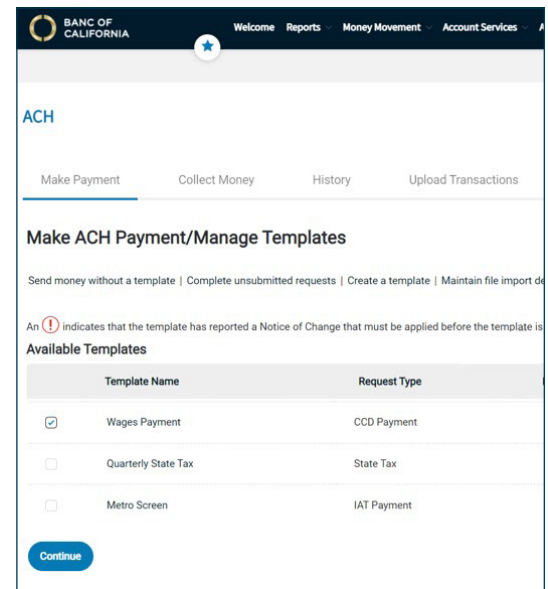 BANC OF
CALIFORNIA
Welcome Reports Money Movement Account Services
ACH
Make Payment Collect Money History Upload Transactions
Make ACH Payment/Manage Templates
Send money without a template | Complete unsubmitted requests | Create a template | Maintain file import de
An ! indicates that the template has reported a Notice of Change that must be applied before the template is
Available Templates
Template Name Request Type
Wages Payment CCD Payment
Quarterly State Tax State Tax
Metro Screen IAT Payment
Continue